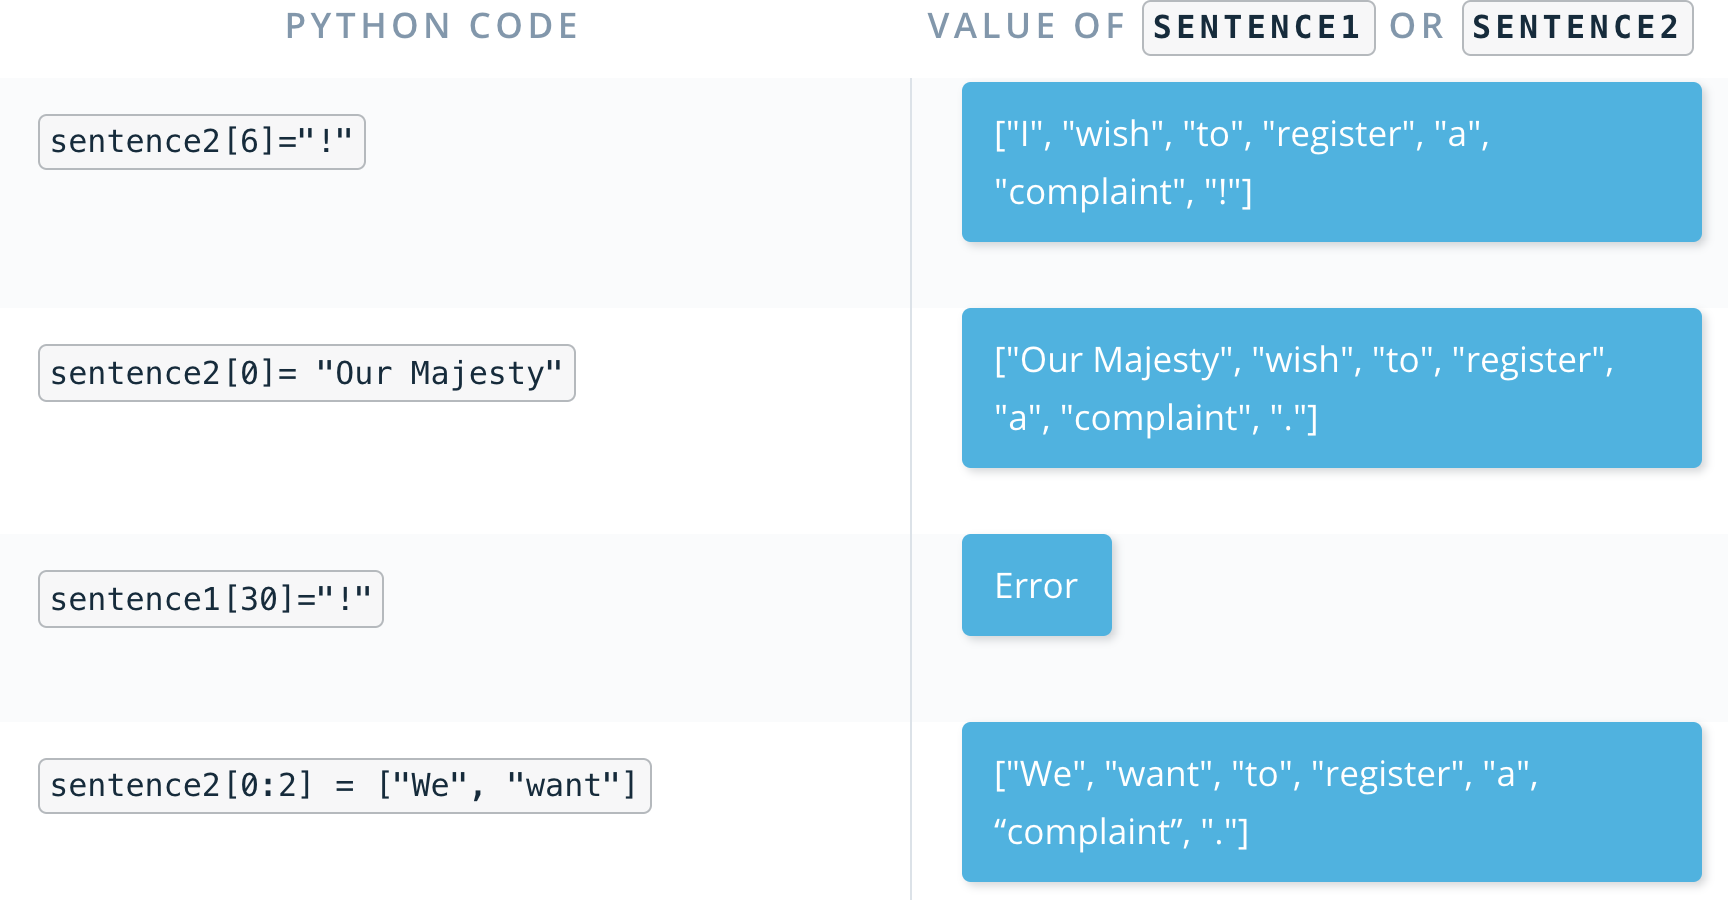 PYTHON CODE VALUE OF SENTENCE1 OR SENTENCE2
sentence2[6]="!"
["I", "wish", "to", "register", "a",
"complaint", "!"]
sentence2[0]= "Our Majesty"
["Our Majesty", "wish", "to", "register",
"a", "complaint", "."]
sentence1[30]="!"
Error
sentence2[0:2] = ["We", "want"]
["We", "want", "to", "register", "a",
“complaint”, "."]